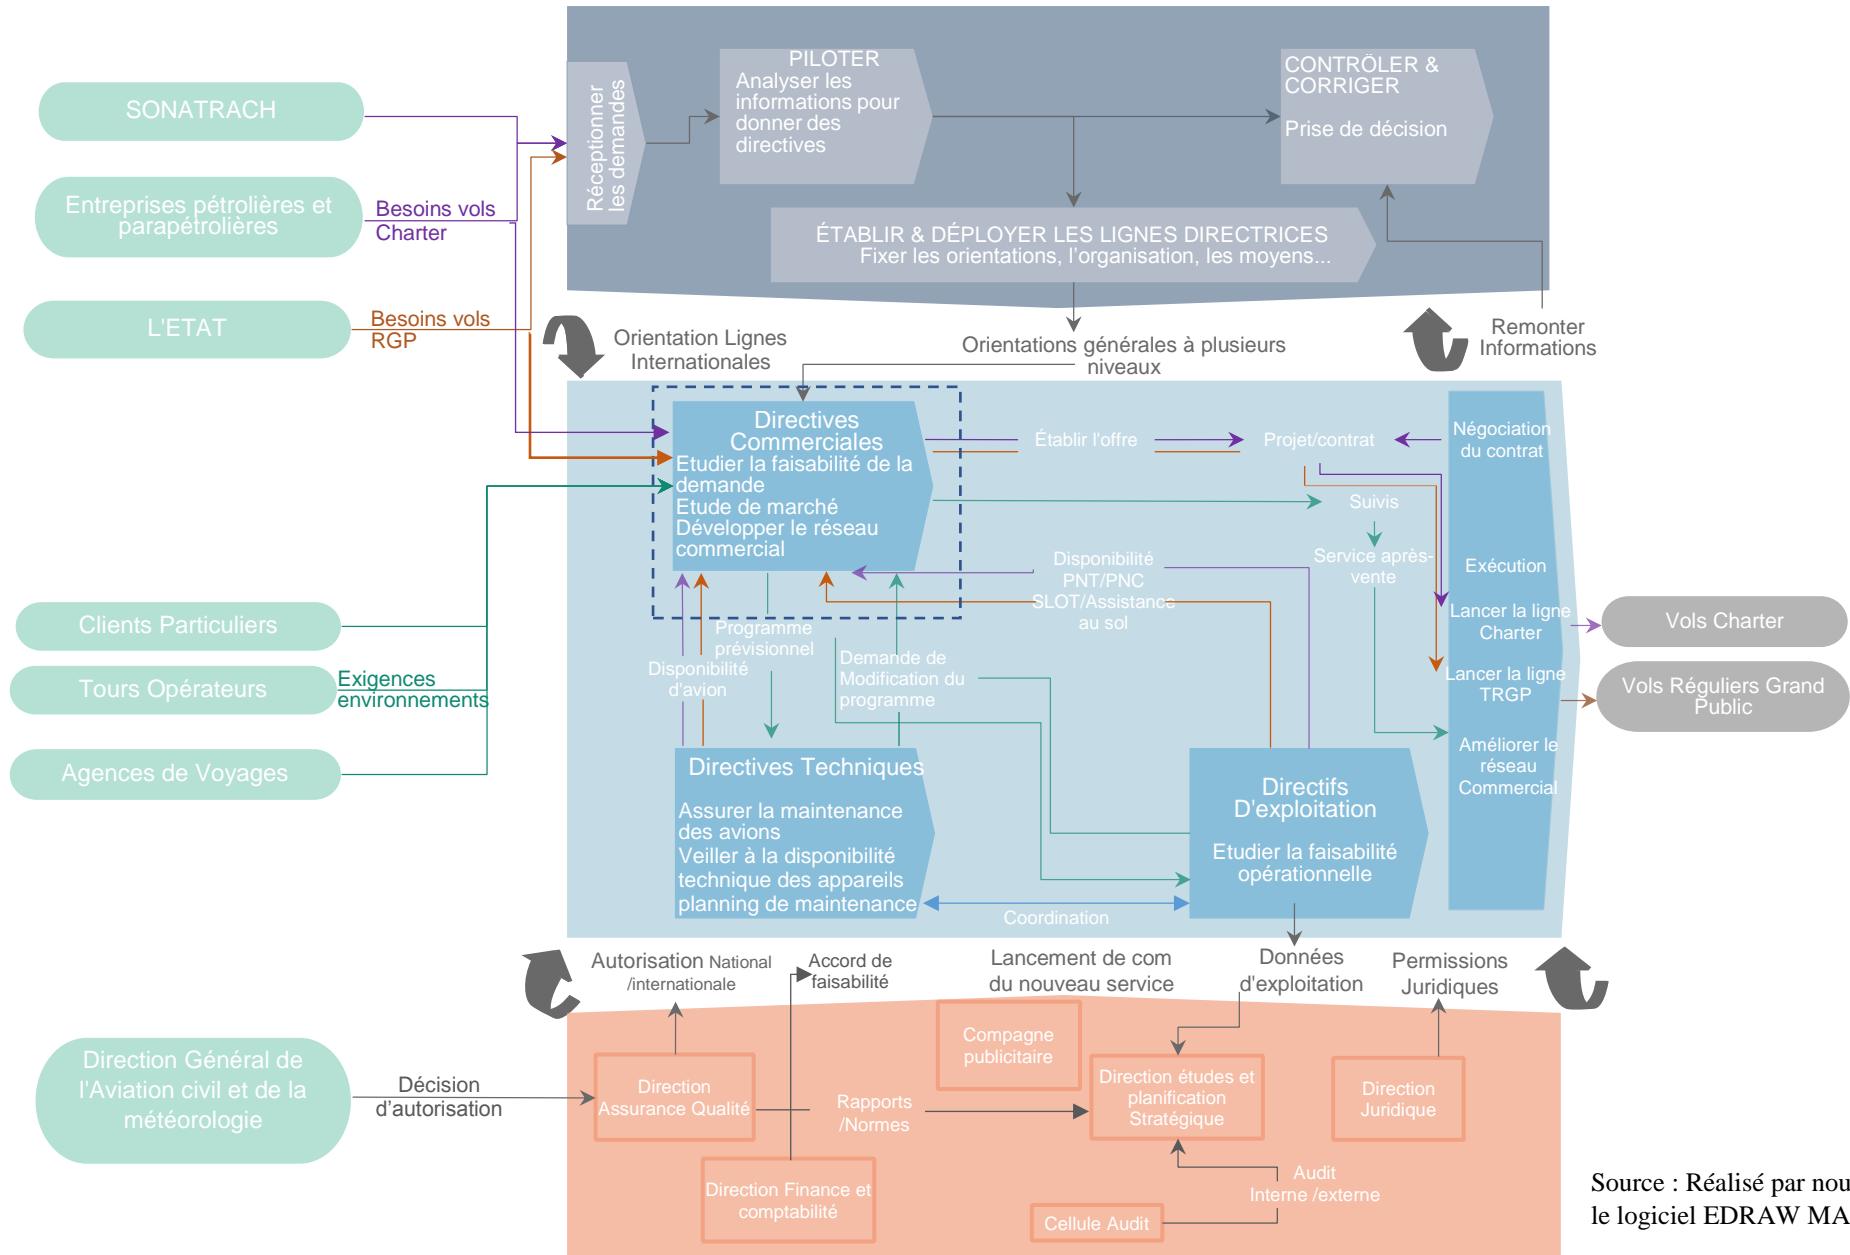 SONATRACH
Entreprises pétrolières et
parapétrolières
L'ETAT
Clients Particuliers
Tours Opérateurs
Agences de Voyages
Direction Général de
l'Aviation civil et de la
météorologie
Besoins vols
Charter
Besoins vols
RGP
Exigences
environnements
Décision
d'autorisation
Réceptionner
les demandes
PILOTER
Analyser les
informations pour
donner des
directives
CONTRÖLER &
CORRIGER
Prise de décision
ÉTABLIR & DÉPLOYER LES LIGNES DIRECTRICES
Fixer les orientations, l'organisation, les moyens...
Orientation Lignes
Internationales
Orientations générales à plusieurs
niveaux
Remonter
Informations
Directives
Commerciales
Etudier la faisabilité de la
demande
Etude de marché
Développer le réseau
commercial
Établir l'offre
Projet/contrat
Négociation
du contrat
Suivis
Service après-
vente
Exécution
Lancer la ligne
Charter
Lancer la ligne
TRGP
Améliorer le
réseau
Commercial
Disponibilité
PNT/PNC
SLOT/Assistance
au sol
Programme
prévisionnel
Disponibilité
d'avion
Demande de
Modification du
programme
Directives Techniques
Assurer la maintenance
des avions
Veiller à la disponibilité
technique des appareils
planning de maintenance
Coordination
Directifs
D'exploitation
Etudier la faisabilité
opérationnelle
Vols Charter
Vols Réguliers Grand
Public
Autorisation National
/internationale
Accord de
faisabilité
Lancement de com
du nouveau service
Données
d'exploitation
Permissions
Juridiques
Direction
Assurance Qualité
Rapports
/Normes
Compagne
publicitaire
Direction études et
planification
Stratégique
Direction
Juridique
Direction Finance et
comptabilité
Cellule Audit
Audit
Interne /externe
Source : Réalisé par nou
le logiciel EDRAW MA